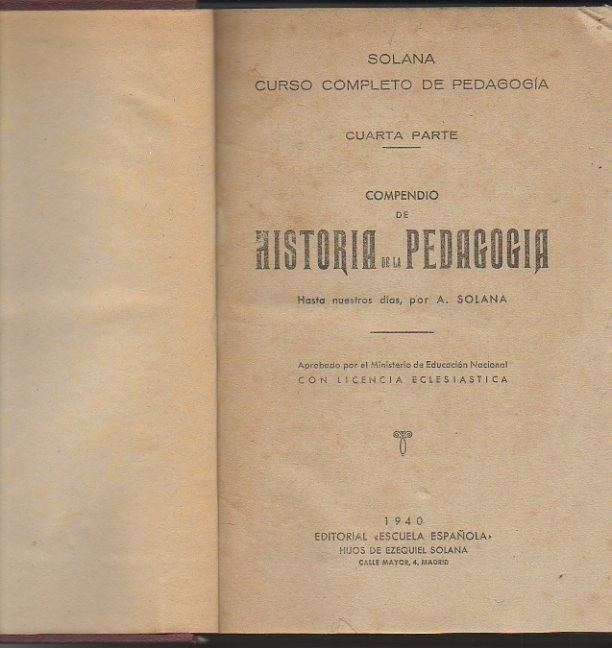 SOLANA
CURSO COMPLETO DE PEDAGOGÍA
CUARTA PARTE
COMPENDIO
DE
HISTORIA DE LA PEDAGOGIA
Hasta nuestros días, por A. SOLANA
Aprobado por el Ministerio de Educación Nacional
CON LICENCIA ECLESIASTICA
1940
EDITORIAL «ESCUELA ESPAÑOLA»
HIJOS DE EZEQUIEL SOLANA
CALLE MAYOR, 4, MADRID